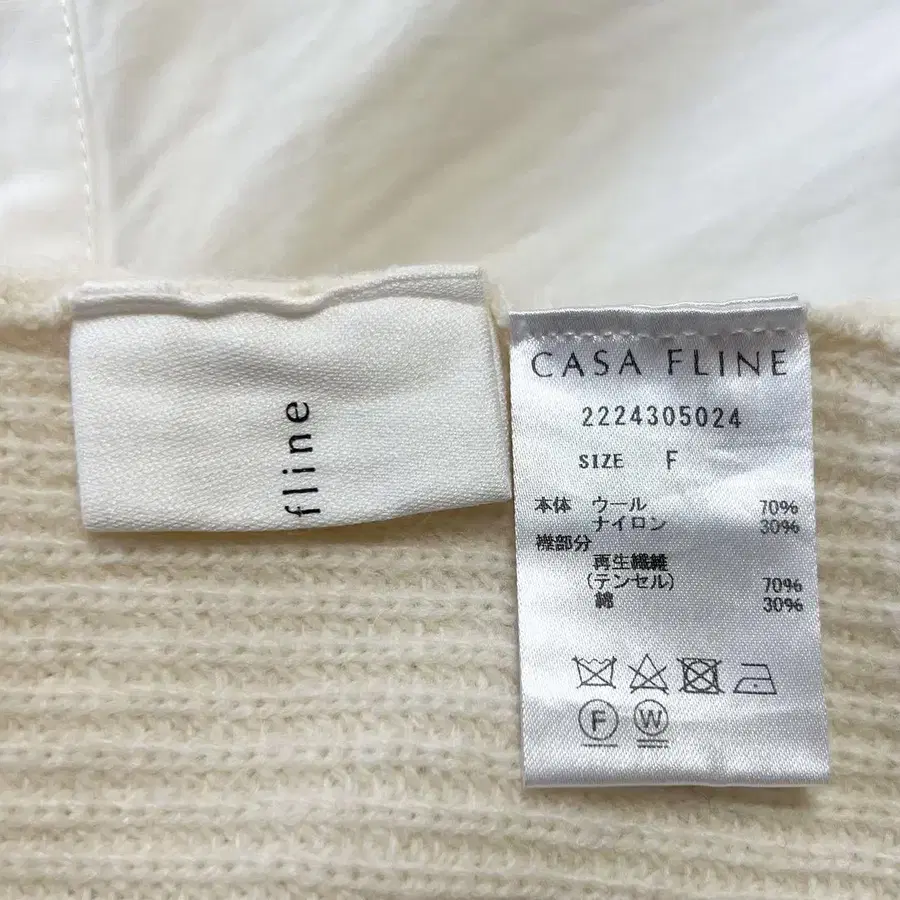 fline
CASA FLINE
2224305024
SIZE F
本体 ウール 70%
ナイロン 30%
襟部分
再生繊維
(テンセル) 70%
綿 30%
F W